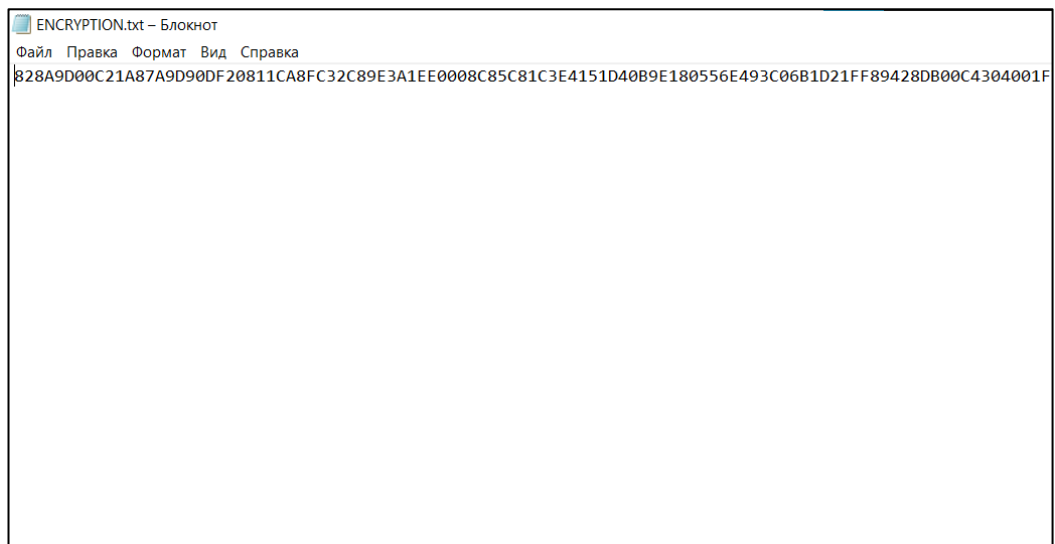 ENCRYPTION.txt – Блокнот
Файл Правка Формат Вид Справка
828A9D00C21A87A9D90DF20811CA8FC32C89E3A1EE0008C85C81C3E4151D40B9E180556E493C06B1D21FF89428DB00C4304001F